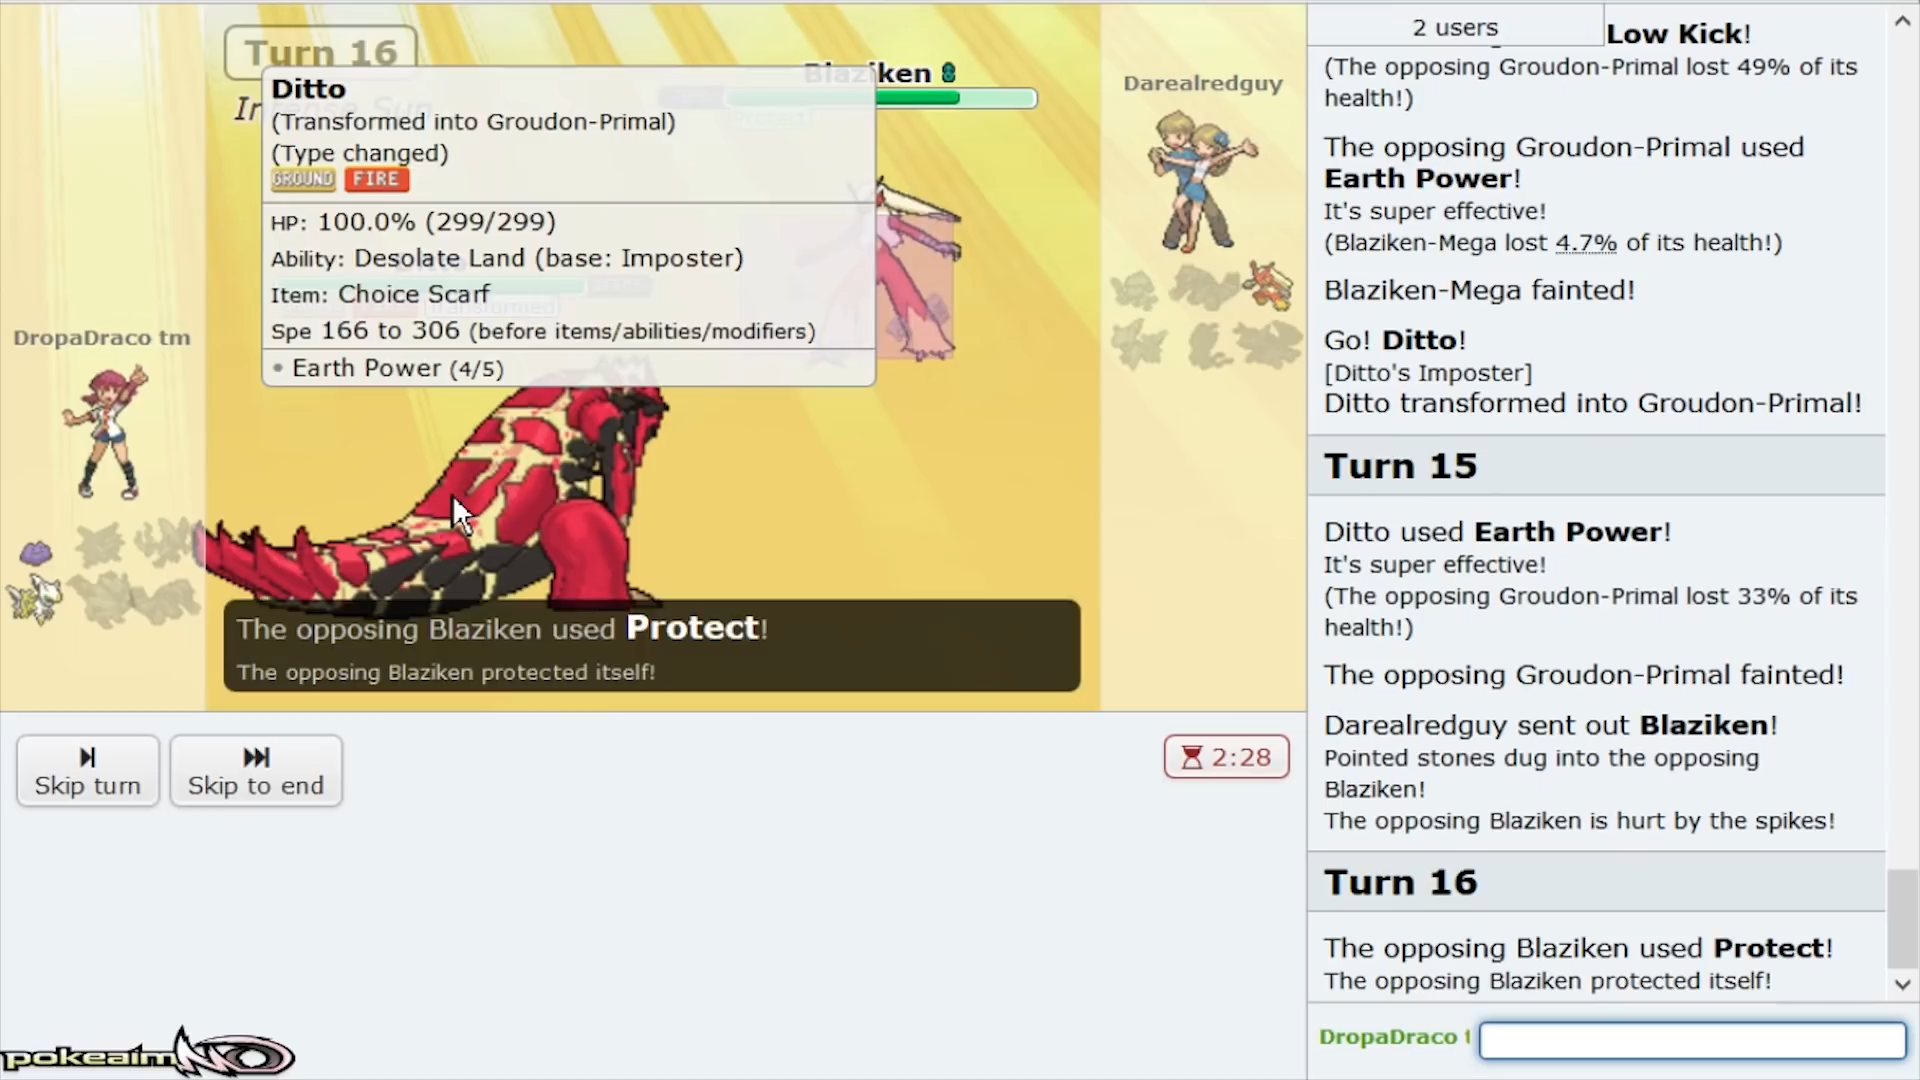 Turn 16
Ditto
(Transformed into Groudon-Primal)
(Type changed)
GROUND FIRE
HP: 100.0% (299/299)
Ability: Desolate Land (base: Imposter)
Item: Choice Scarf
Spe 166 to 306 (before items/abilities/modifiers)
• Earth Power (4/5)
Blaziken
DropaDraco tm
Darealredguy
The opposing Blaziken used Protect!
The opposing Blaziken protected itself!
Skip turn
Skip to end
2:28
pokeaimMD
2 users
Low Kick!
(The opposing Groudon-Primal lost 49% of its
health!)
The opposing Groudon-Primal used
Earth Power!
It's super effective!
(Blaziken-Mega lost 4.7% of its health!)
Blaziken-Mega fainted!
Go! Ditto!
[Ditto's Imposter]
Ditto transformed into Groudon-Primal!
Turn 15
Ditto used Earth Power!
It's super effective!
(The opposing Groudon-Primal lost 33% of its
health!)
The opposing Groudon-Primal fainted!
Darealredguy sent out Blaziken!
Pointed stones dug into the opposing
Blaziken!
The opposing Blaziken is hurt by the spikes!
Turn 16
The opposing Blaziken used Protect!
The opposing Blaziken protected itself!
DropaDraco t